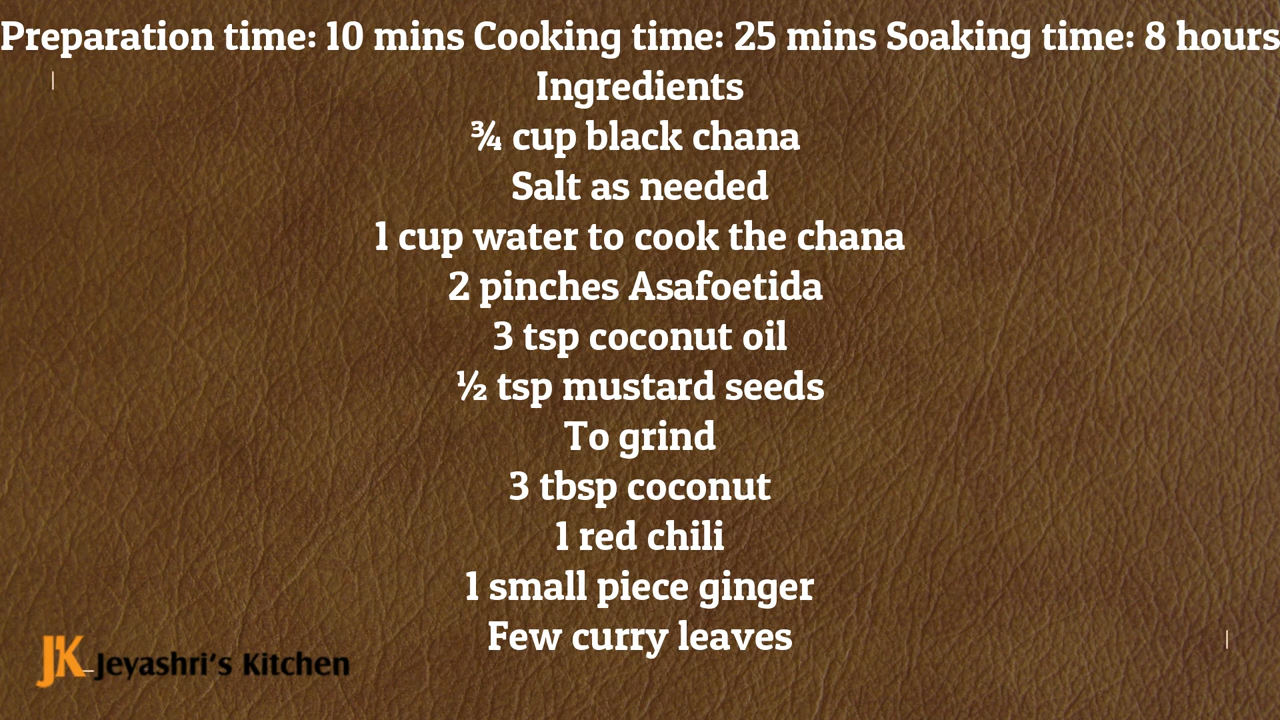 Preparation time: 10 mins Cooking time: 25 mins Soaking time: 8 hours
Ingredients
¾ cup black chana
Salt as needed
1 cup water to cook the chana
2 pinches Asafoetida
3 tsp coconut oil
½ tsp mustard seeds
To grind
3 tbsp coconut
1 red chili
1 small piece ginger
Few curry leaves
JK Jeyashri's Kitchen